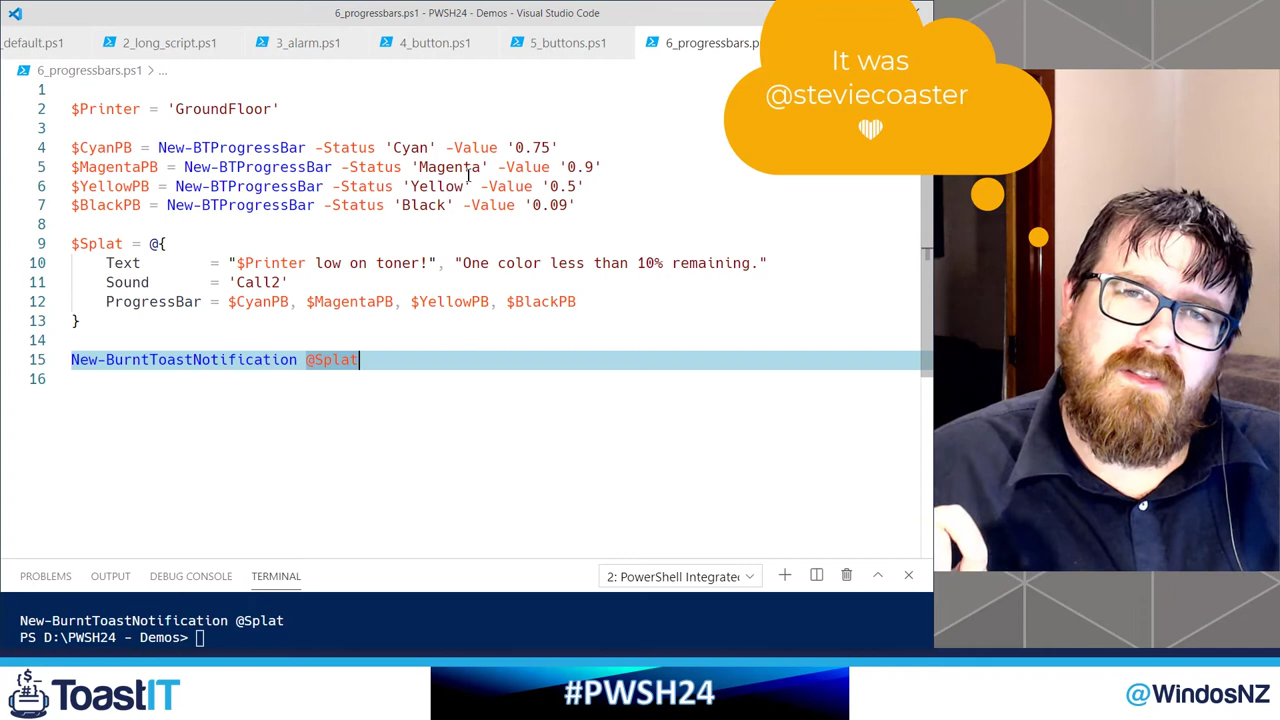 6_progressbars.ps1 - PWSH24 - Demos - Visual Studio Code
_default.ps1
2_long_script.ps1
3_alarm.ps1
4_button.ps1
5_buttons.ps1
6_progressbars.p
6_progressbars.ps1 > ...
1
2 $Printer = 'GroundFloor'
3
4 $CyanPB = New-BTProgressBar -Status 'Cyan' -Value '0.75'
5 $MagentaPB = New-BTProgressBar -Status 'Magenta' -Value '0.9'
6 $YellowPB = New-BTProgressBar -Status 'Yellow' -Value '0.5'
7 $BlackPB = New-BTProgressBar -Status 'Black' -Value '0.09'
8
9 $Splat = @{
10 Text = "$Printer low on toner!", "One color less than 10% remaining."
11 Sound = 'Call2'
12 ProgressBar = $CyanPB, $MagentaPB, $YellowPB, $BlackPB
13 }
14
15 New-BurntToastNotification @Splat
16
It was
@steviecoaster
PROBLEMS OUTPUT DEBUG CONSOLE TERMINAL
2: PowerShell Integrated
New-BurntToastNotification @Splat
PS D:\PWSH24 - Demos>
ToastIT
#PWSH24
@WindosNZ